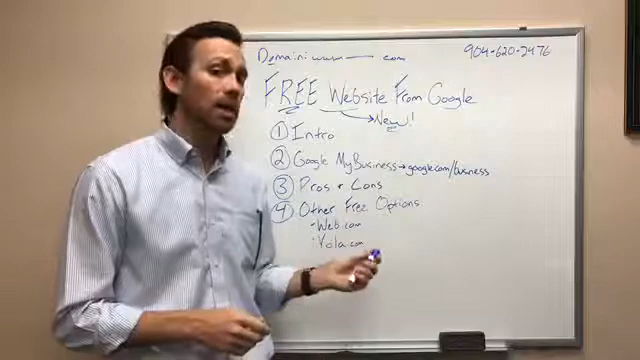 Domain: www.——.com
904-620-2476
FREE Website From Google
New!
① Intro
② Google MyBusiness → google.com/business
③ Pros + Cons
④ Other Free Options
- Web.com
- Yola.com